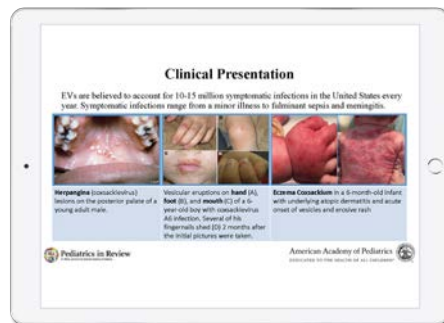 Clinical Presentation
EVs are believed to account for 10-15 million symptomatic infections in the United States every
year. Symptomatic infections range from a minor illness to fulminant sepsis and meningitis.
Herpangina (coxsackievirus)
lesions on the posterior palate of a
young adult male.
Vesicular eruptions on hand (A),
foot (B), and mouth (C) of a 6-
year-old boy with coxsackievirus
A6 infection. Several of his
fingernails shed (D) 2 months after
the initial pictures were taken.
Eczema Coxsackium in a 6-month-old infant
with underlying atopic dermatitis and acute
onset of vesicles and erosive rash
Pediatrics in Review
American Academy of Pediatrics
DEDICATED TO THE HEALTH OF ALL CHILDREN